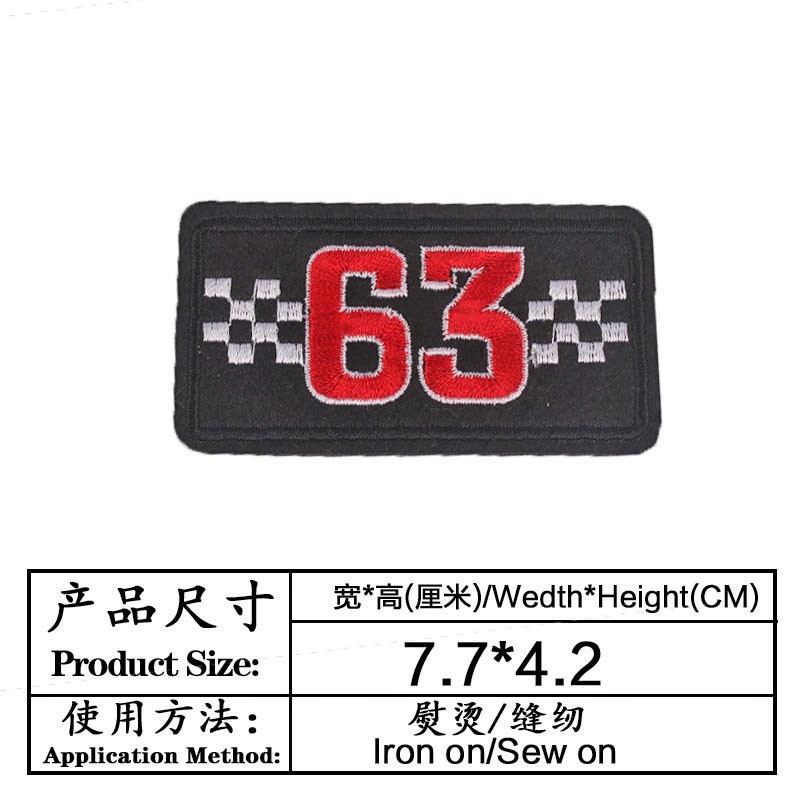 63
产品尺寸
Product Size:
宽*高(厘米)/Wedth*Height(CM)
7.7*4.2
使用方法：
Application Method:
熨烫/缝纫
Iron on/Sew on